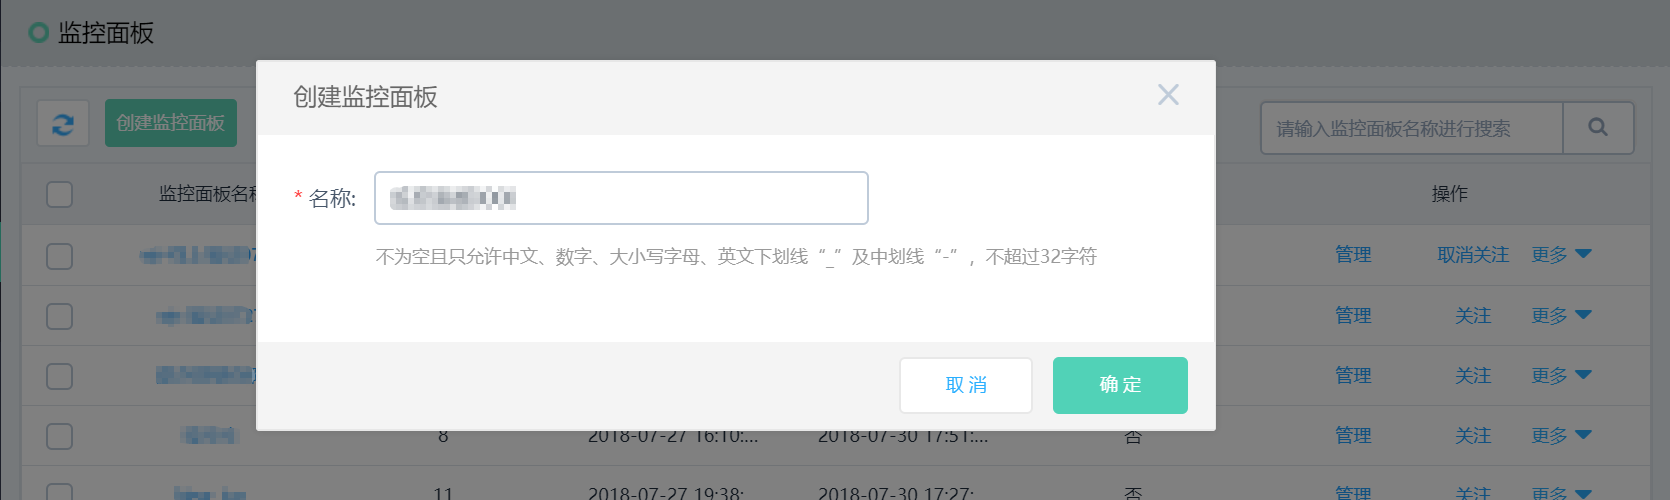 监控面板
创建监控面板
创建监控面板
请输入监控面板名称进行搜索
监控面板名
操作
* 名称:
不为空且只允许中文、数字、大小写字母、英文下划线“_”及中划线“-”，不超过32字符
管理 取消关注 更多
管理 关注 更多
管理 关注 更多
取消 确定
8 2018-07-27 16:10:... 2018-07-30 17:51:... 否 管理 关注 更多
11 2018-07-27 19:38: 2018-07-30 17:27: 否 管理 关注 更多